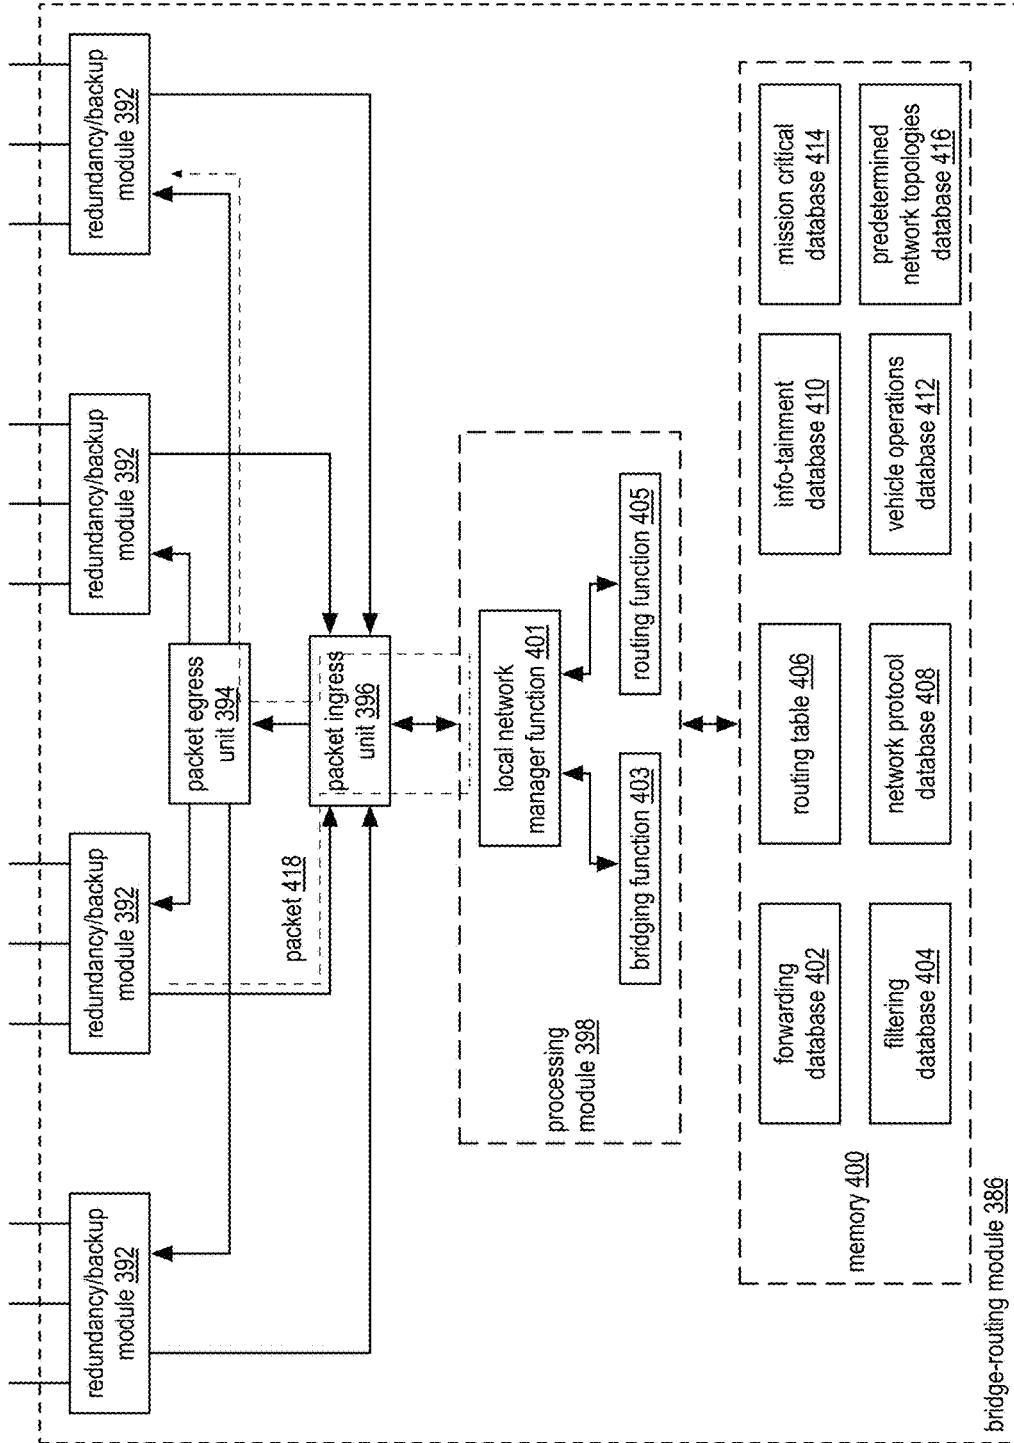 redundancy/backup
module 392
redundancy/backup
module 392
redundancy/backup
module 392
redundancy/backup
module 392
packet egress
unit 394
packet 418
packet ingress
unit 396
processing
module 398
local network
manager function 401
bridging function 403
routing function 405
memory 400
forwarding
database 402
routing table 406
info-tainment
database 410
mission critical
database 414
filtering
database 404
network protocol
database 408
vehicle operations
database 412
predetermined
network topologies
database 416
bridge-routing module 386